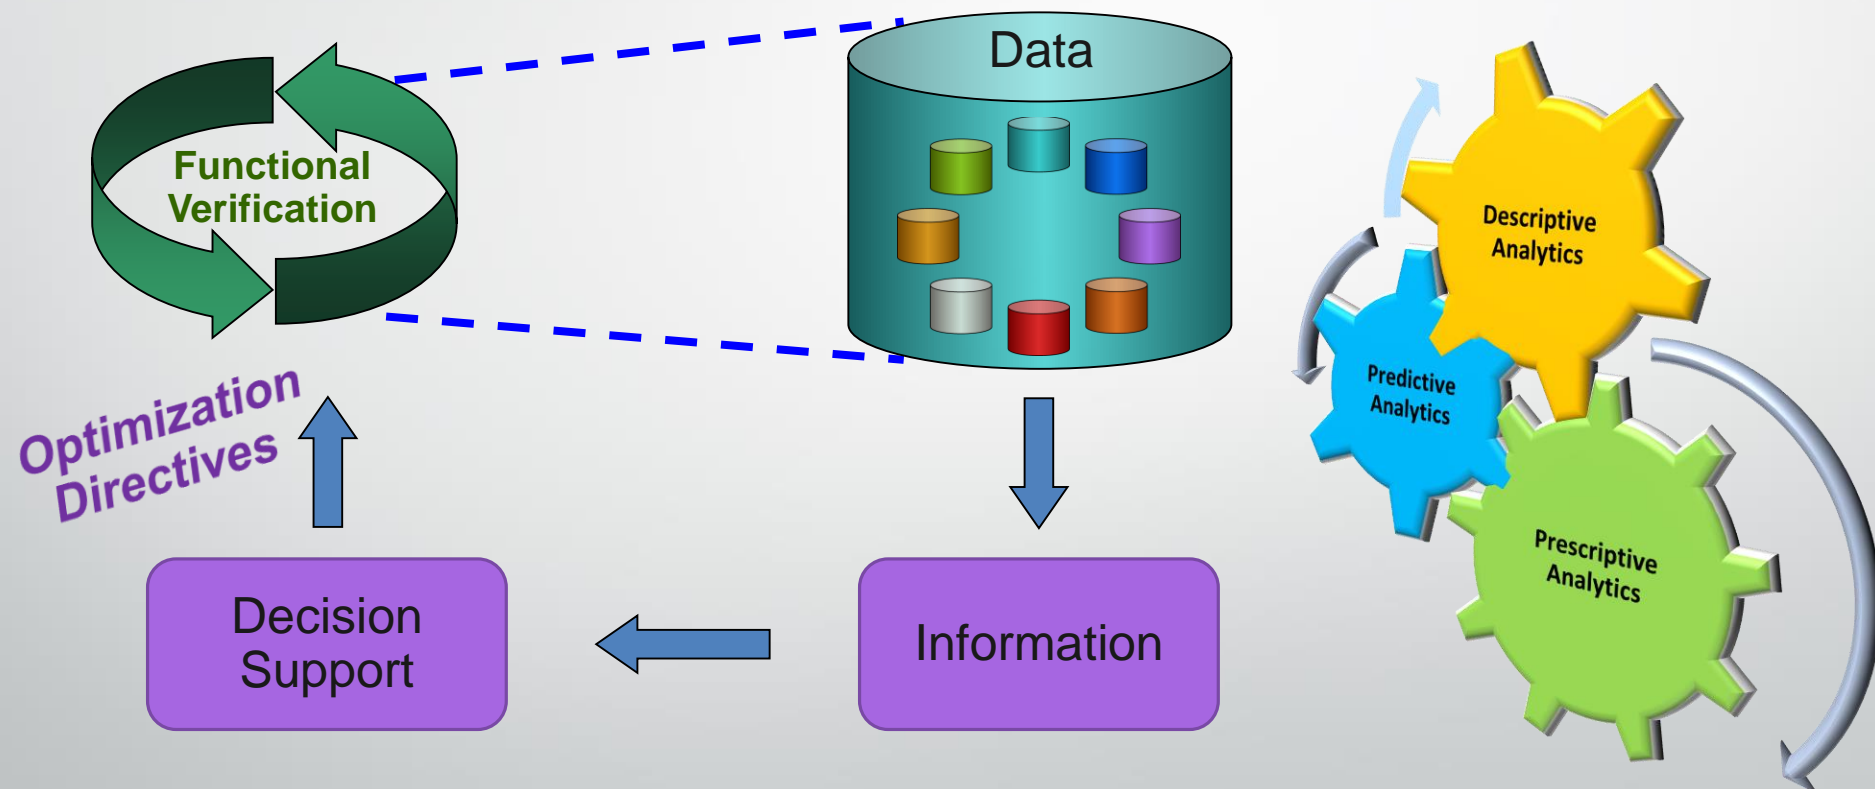 Functional
Verification
Data
Optimization
Directives
Decision
Support
Information
Descriptive
Analytics
Predictive
Analytics
Prescriptive
Analytics